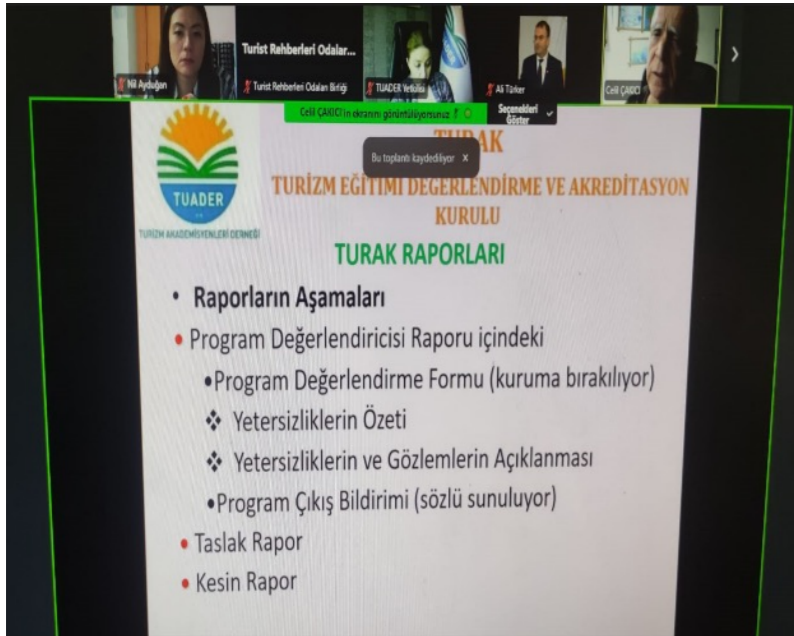 Turist Rehberleri Odalar...
Nil Aydoğan
Turist Rehberleri Odaları Birliği
TUADER Yetkilisi
Ali Türker
Celil ÇAKICI
Celil ÇAKICI'in ekranını görüntülüyorsunuz
Seçenekleri Göster
Bu toplantı kaydediliyor X
TURAK
TURİZM EĞİTİMİ DEĞERLENDİRME VE AKREDİTASYON
KURULU
TUADER
TURİZM AKADEMİSYENLERİ DERNEĞİ
TURAK RAPORLARI
• Raporların Aşamaları
• Program Değerlendiricisi Raporu içindeki
•Program Değerlendirme Formu (kuruma bırakılıyor)
❖ Yetersizliklerin Özeti
❖ Yetersizliklerin ve Gözlemlerin Açıklanması
•Program Çıkış Bildirimi (sözlü sunuluyor)
• Taslak Rapor
• Kesin Rapor